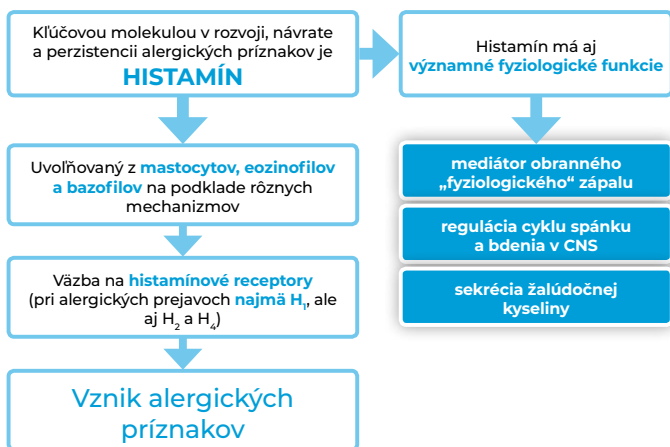 Kľúčovou molekulou v rozvoji, návrate
a perzistencii alergických príznakov je
HISTAMÍN
Histamín má aj
významné fyziologické funkcie
Uvoľňovaný z mastocytov, eozinofilov
a bazofilov na podklade rôznych
mechanizmov
Väzba na histamínové receptory
(pri alergických prejavoch najmä H₁, ale
aj H₂ a H₄)
Vznik alergických
príznakov
mediátor obranného
„fyziologického“ zápalu
regulácia cyklu spánku
a bdenia v CNS
sekrécia žalúdočnej
kyseliny